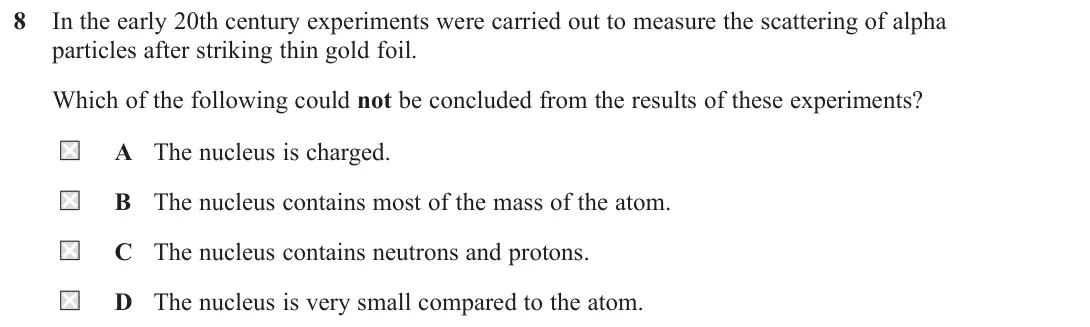 8 In the early 20th century experiments were carried out to measure the scattering of alpha
particles after striking thin gold foil.
Which of the following could not be concluded from the results of these experiments?
A The nucleus is charged.
B The nucleus contains most of the mass of the atom.
C The nucleus contains neutrons and protons.
D The nucleus is very small compared to the atom.